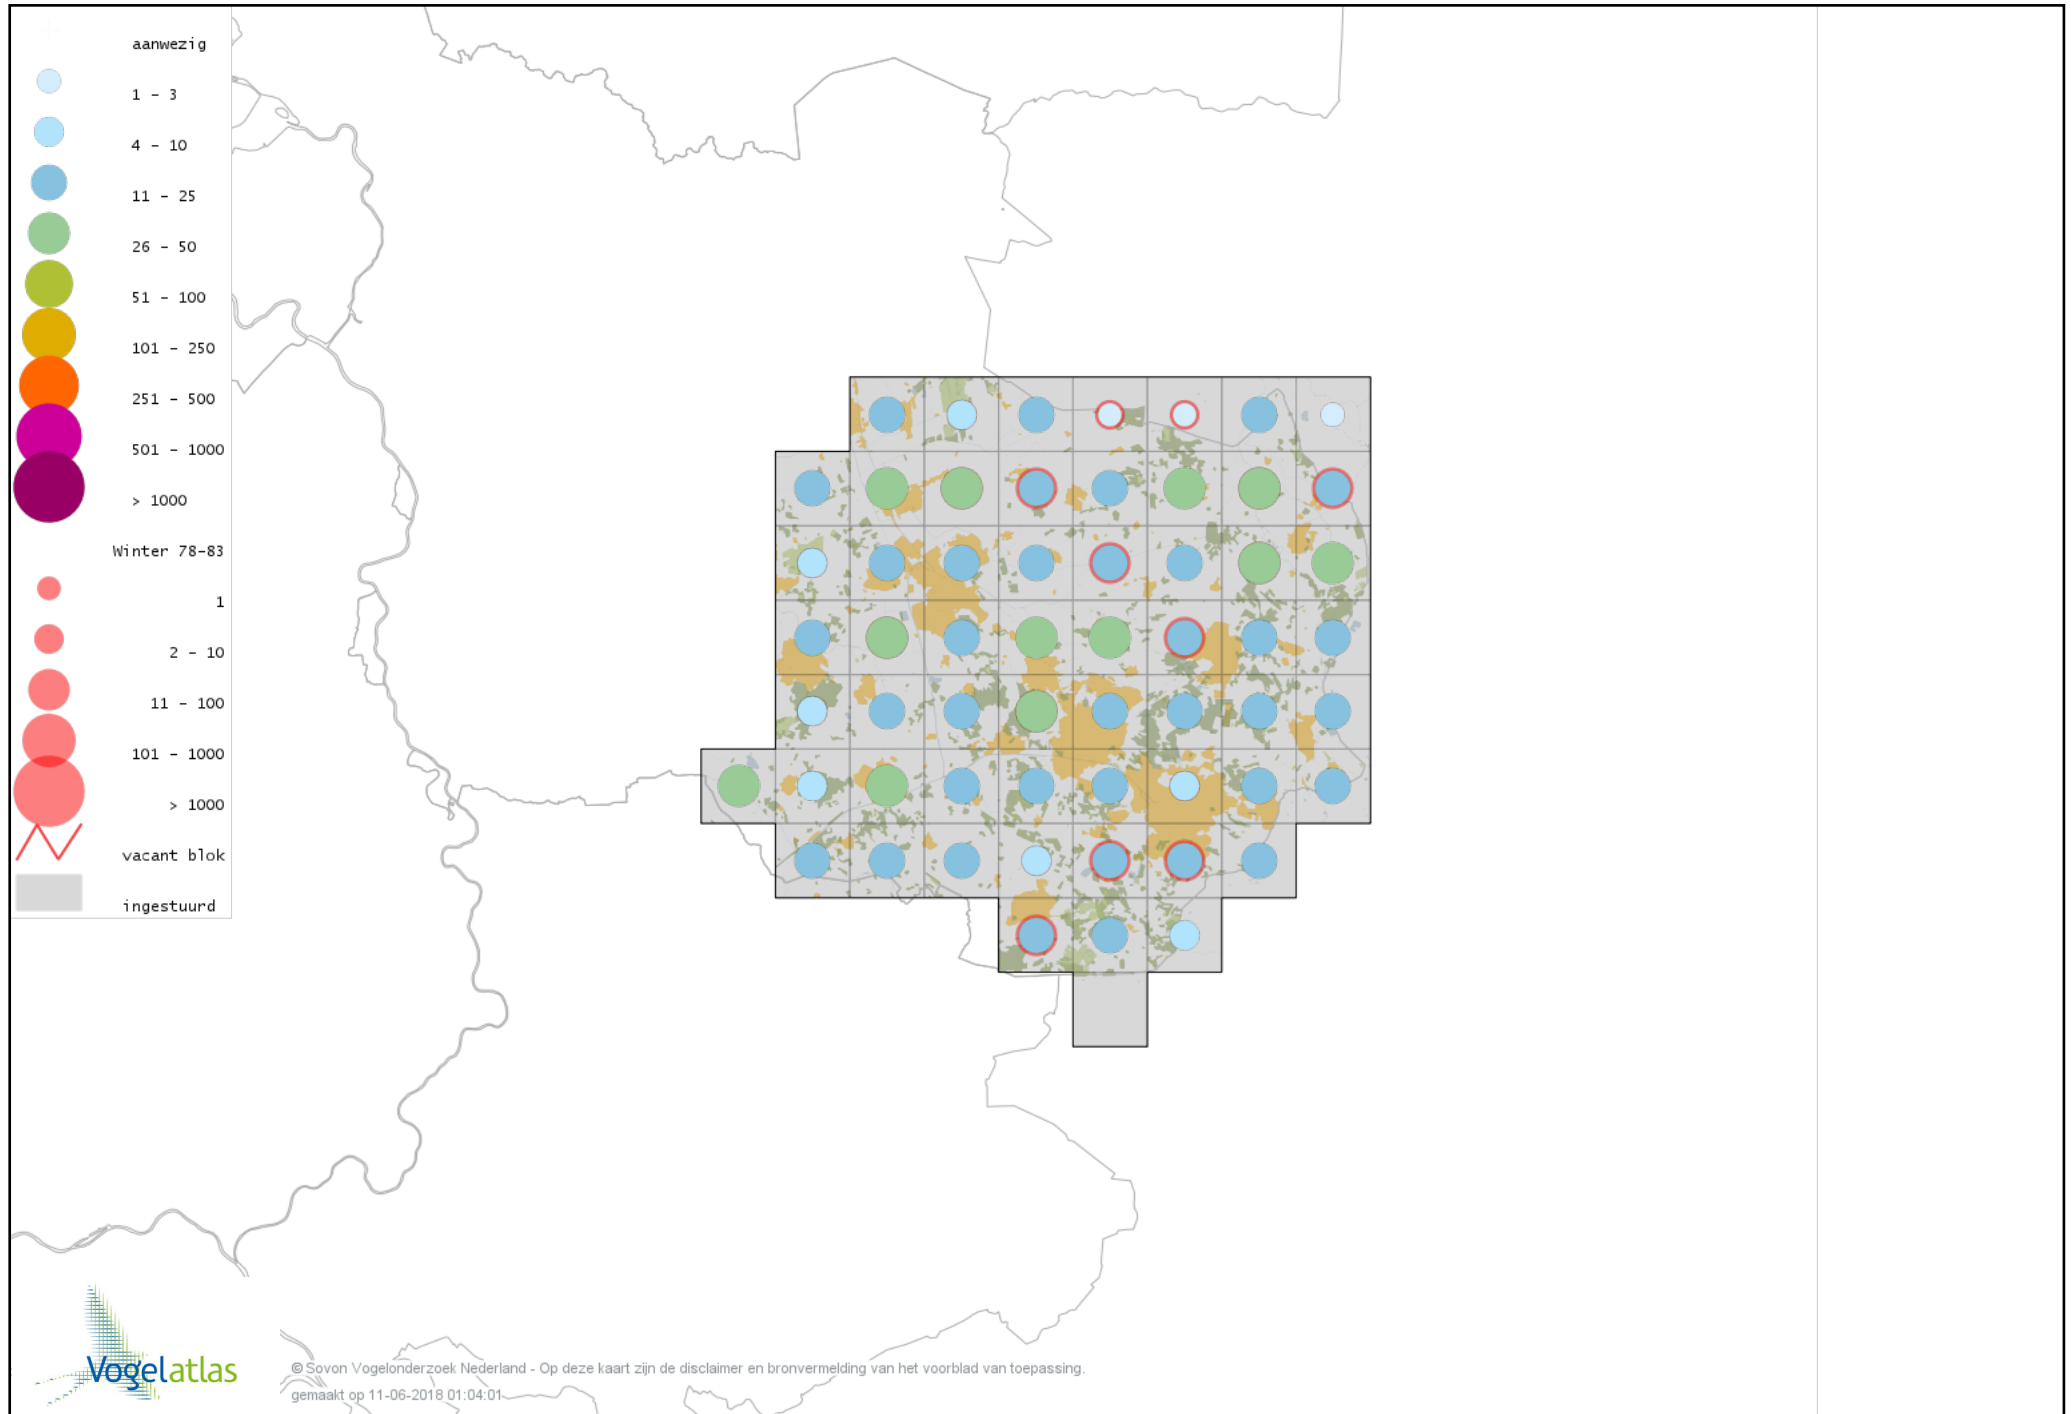 aanwezig
1 - 3
4 - 10
11 - 25
26 - 50
51 - 100
101 - 250
251 - 500
501 - 1000
> 1000
Winter 78-83
1
2 - 10
11 - 100
101 - 1000
> 1000
vacant blok
ingestuurd
Vogelatlas
© Sovon Vogelonderzoek Nederland - Op deze kaart zijn de disclaimer en bronvermelding van het voorblad van toepassing.
gemaakt op 11-06-2018 01:04:01